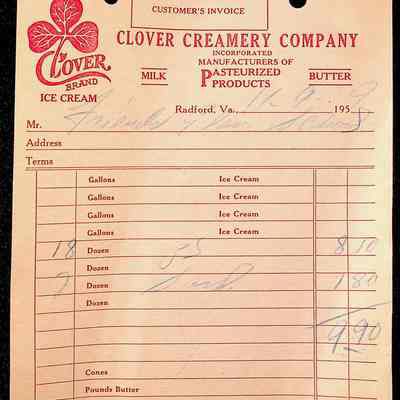 CUSTOMER'S INVOICE
CLOVER CREAMERY COMPANY
INCORPORATED
MANUFACTURERS OF
MILK PASTEURIZED BUTTER
PRODUCTS
CLOVER
BRAND
ICE CREAM
Radford, Va., 195
Mr.
Address
Terms
Gallons Ice Cream
Gallons Ice Cream
Gallons Ice Cream
Gallons Ice Cream
18 Dozen 55 8 10
Dozen
2 Dozen 1 80
9.90
Cones
Pounds Butter